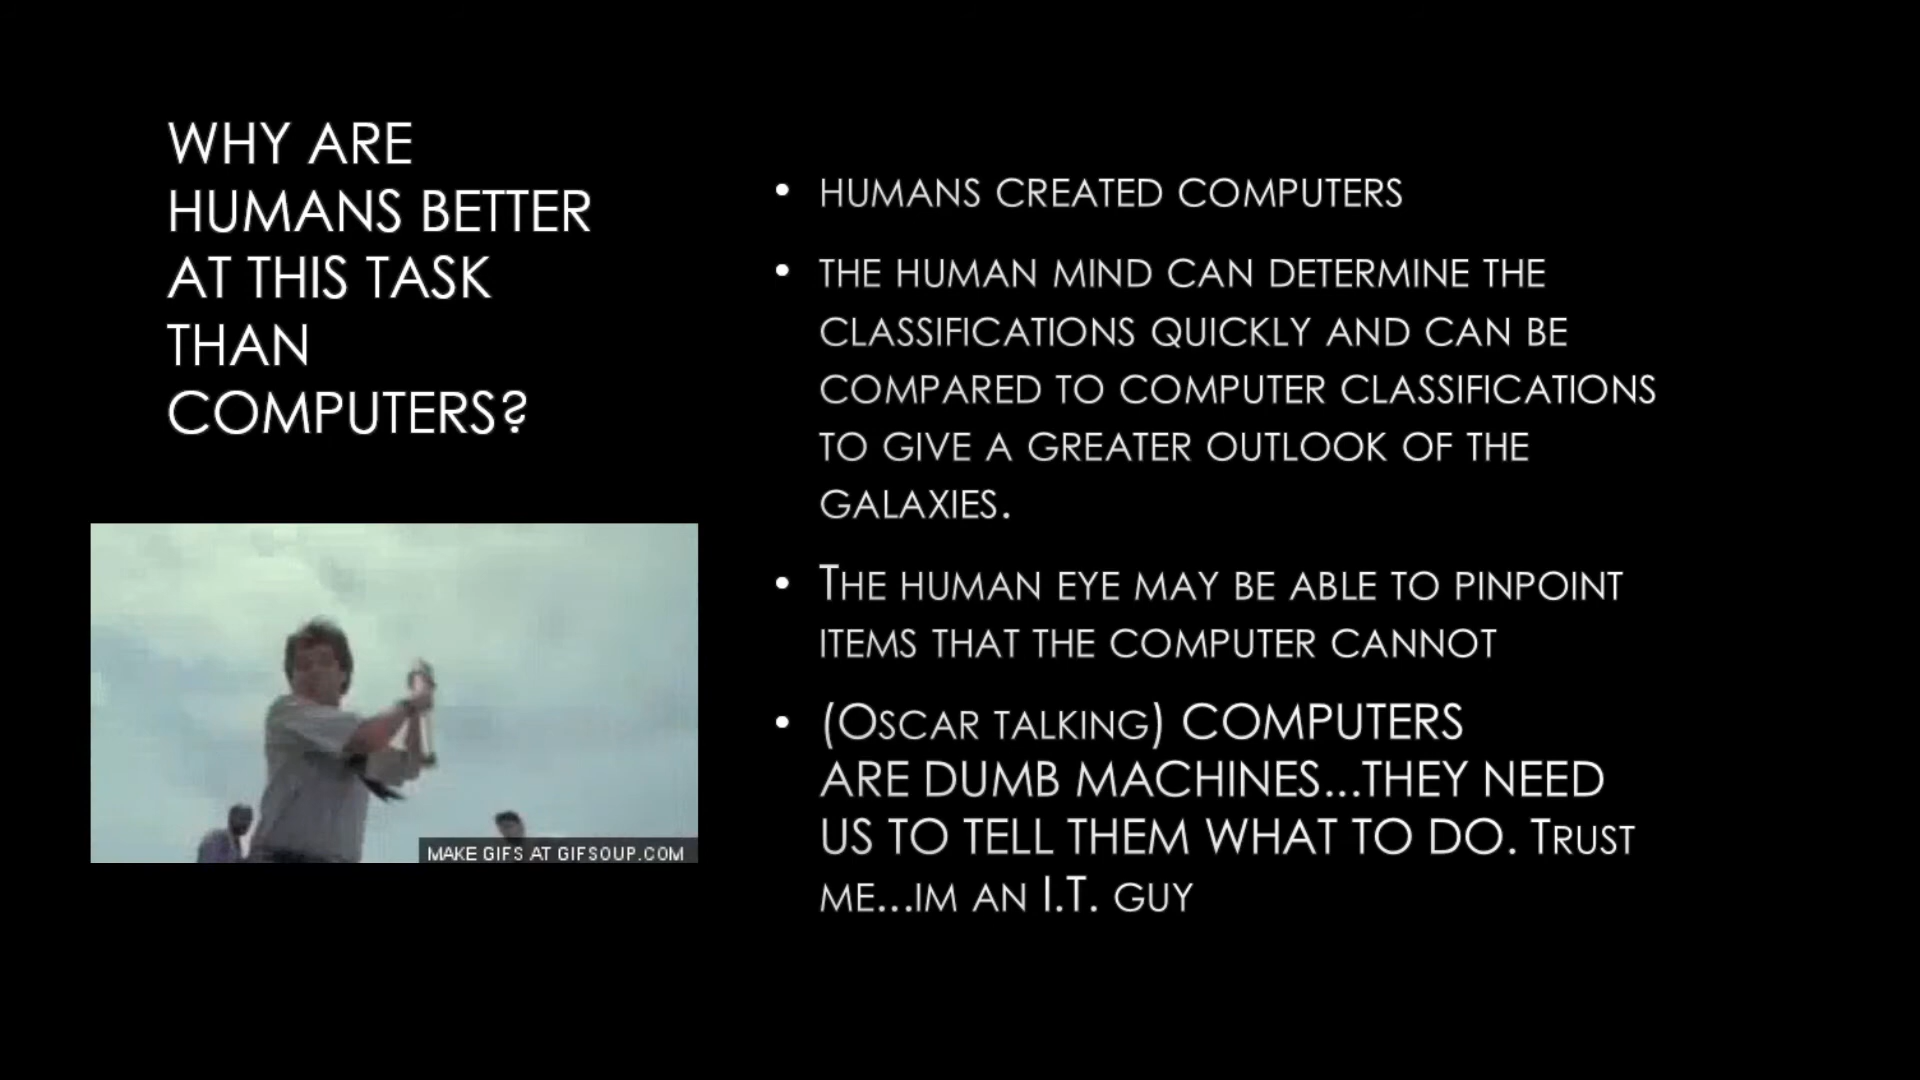 WHY ARE
HUMANS BETTER
AT THIS TASK
THAN
COMPUTERS?
• HUMANS CREATED COMPUTERS
• THE HUMAN MIND CAN DETERMINE THE
CLASSIFICATIONS QUICKLY AND CAN BE
COMPARED TO COMPUTER CLASSIFICATIONS
TO GIVE A GREATER OUTLOOK OF THE
GALAXIES.
• THE HUMAN EYE MAY BE ABLE TO PINPOINT
ITEMS THAT THE COMPUTER CANNOT
• (OSCAR TALKING) COMPUTERS
ARE DUMB MACHINES...THEY NEED
US TO TELL THEM WHAT TO DO. TRUST
ME...IM AN I.T. GUY
MAKE GIFS AT GIFSOUP.COM